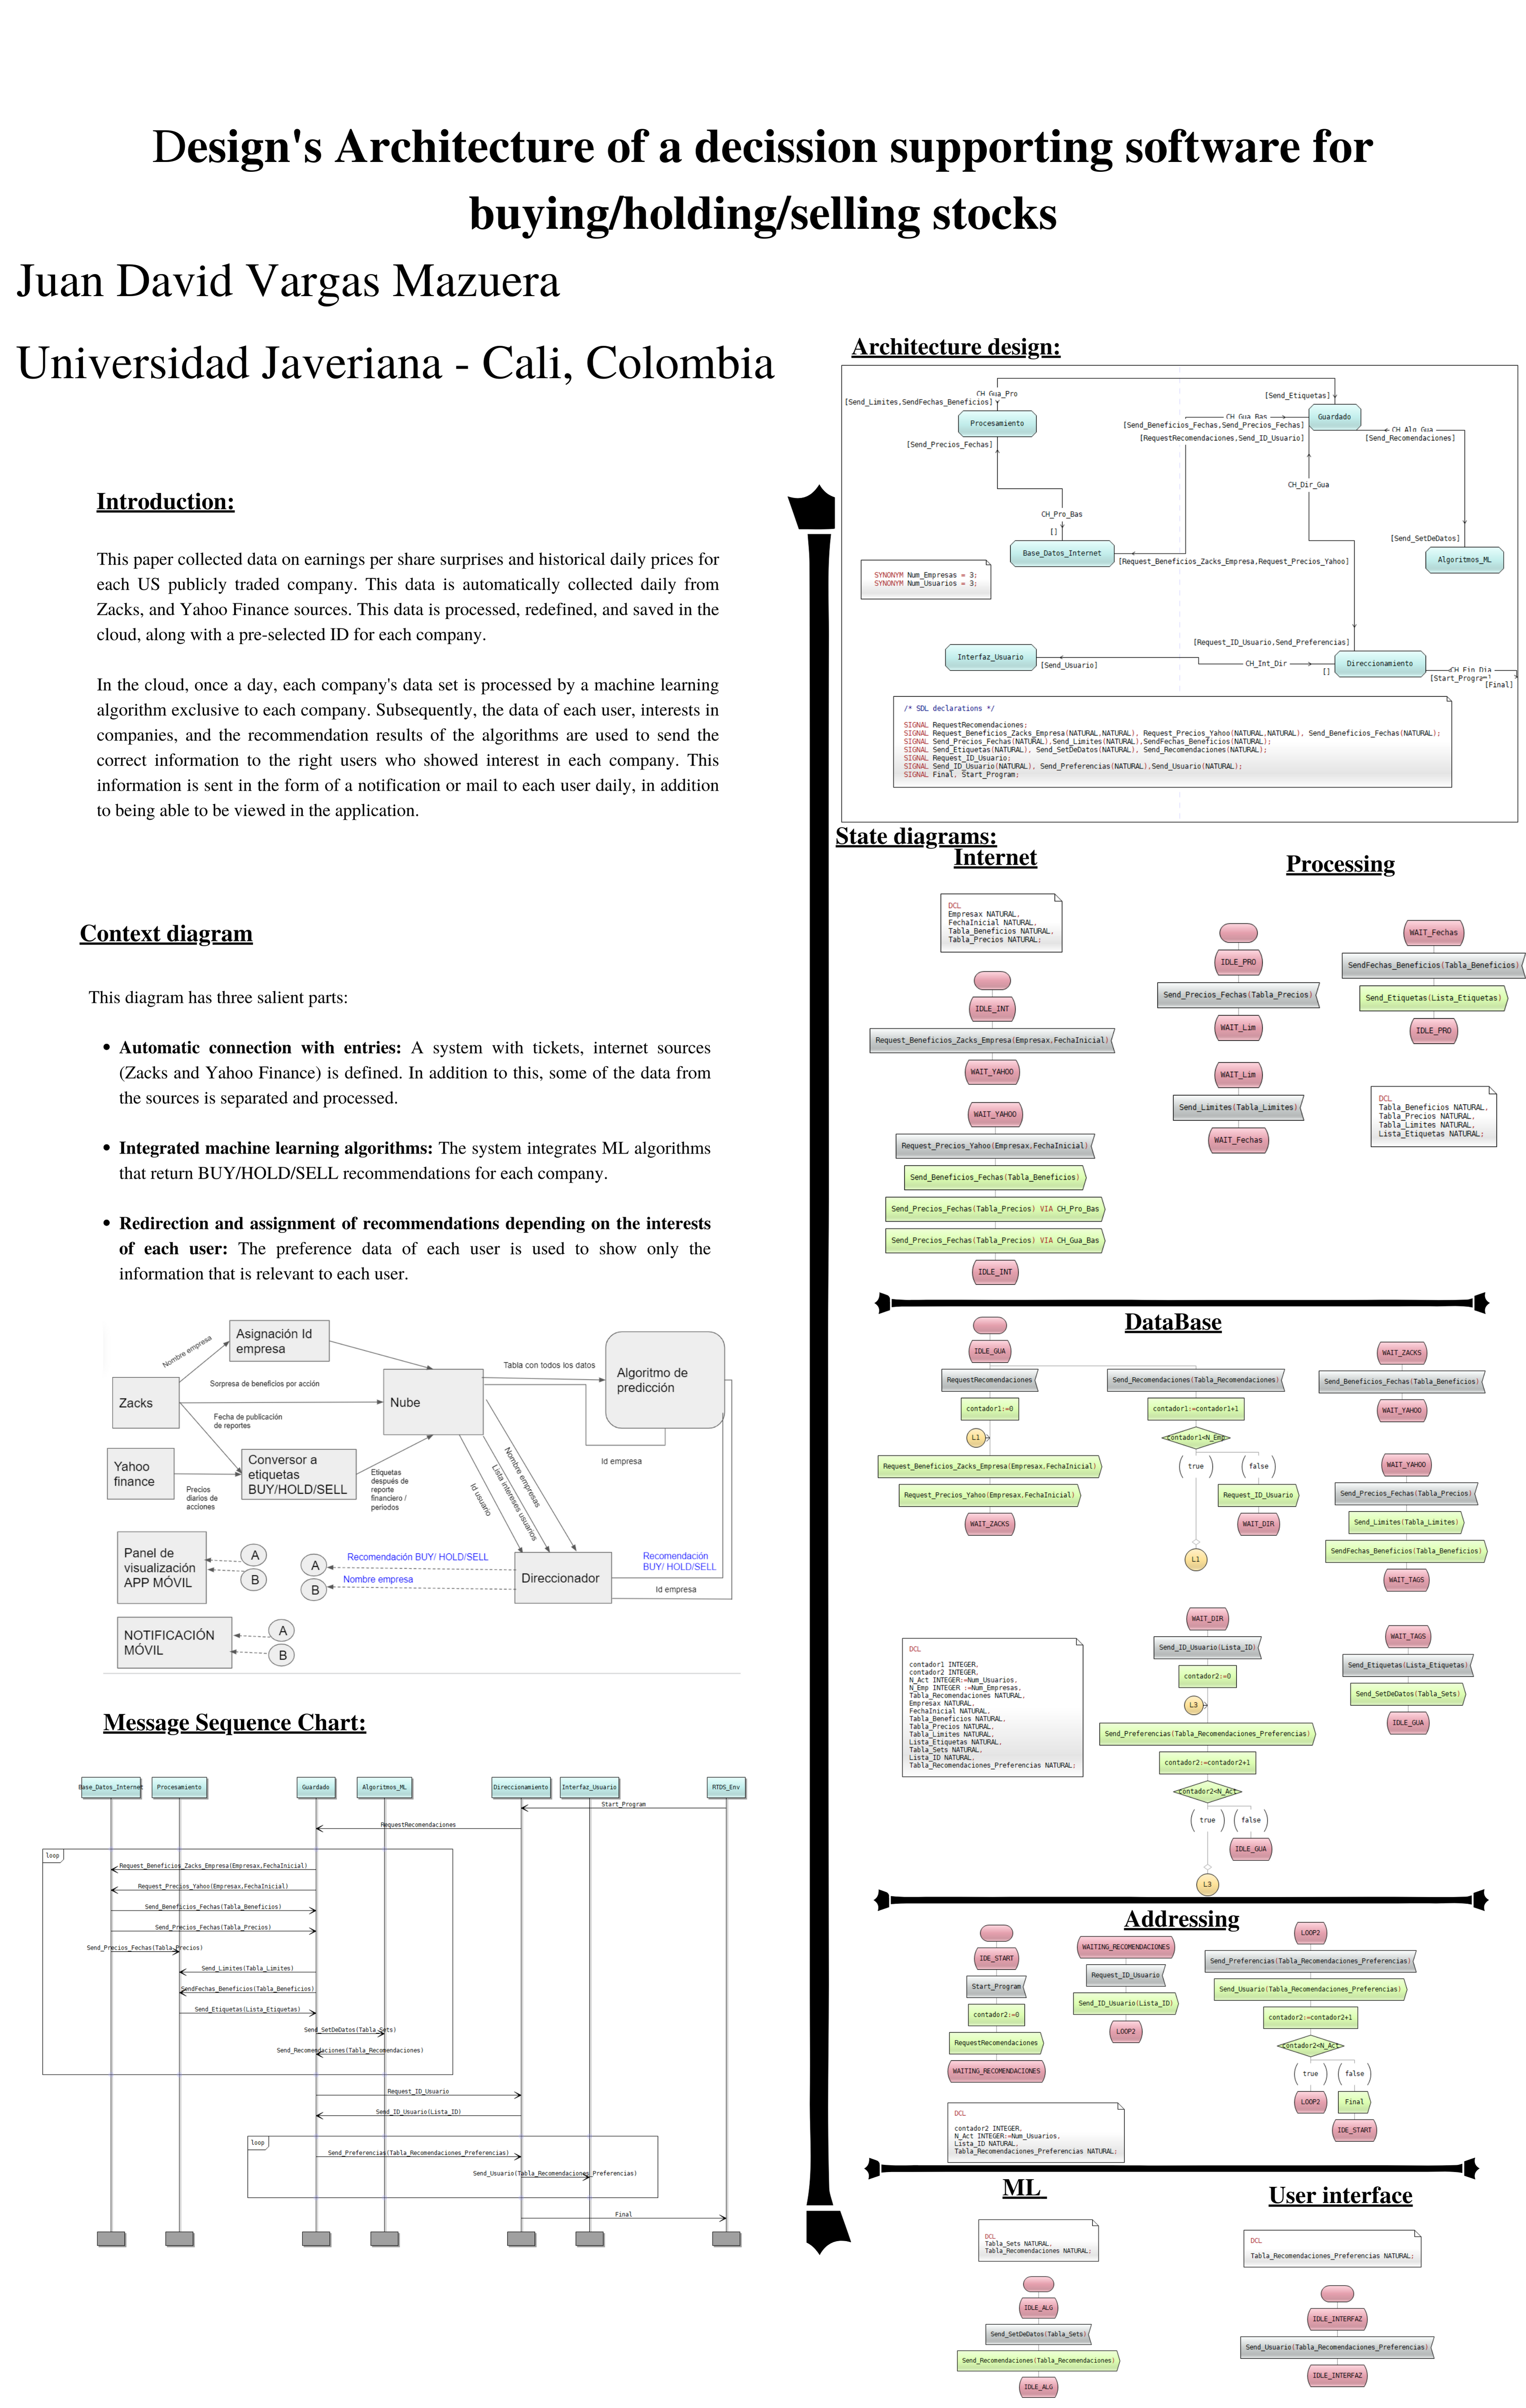 Design's Architecture of a decission supporting software for
buying/holding/selling stocks
Juan David Vargas Mazuera
Universidad Javeriana - Cali, Colombia
Introduction:
This paper collected data on earnings per share surprises and historical daily prices for
each US publicly traded company. This data is automatically collected daily from
Zacks, and Yahoo Finance sources. This data is processed, redefined, and saved in the
cloud, along with a pre-selected ID for each company.
In the cloud, once a day, each company's data set is processed by a machine learning
algorithm exclusive to each company. Subsequently, the data of each user, interests in
companies, and the recommendation results of the algorithms are used to send the
correct information to the right users who showed interest in each company. This
information is sent in the form of a notification or mail to each user daily, in addition
to being able to be viewed in the application.
Context diagram
This diagram has three salient parts:
• Automatic connection with entries: A system with tickets, internet sources
(Zacks and Yahoo Finance) is defined. In addition to this, some of the data from
the sources is separated and processed.
• Integrated machine learning algorithms: The system integrates ML algorithms
that return BUY/HOLD/SELL recommendations for each company.
• Redirection and assignment of recommendations depending on the interests
of each user: The preference data of each user is used to show only the
information that is relevant to each user.
Nombre empresa
Asignación Id
empresa
Zacks
Sorpresa de beneficios por acción
Fecha de publicación
de reportes
Nube
Tabla con todos los datos
Algoritmo de
predicción
Id empresa
Yahoo
finance
Precios
diarios de
acciones
Conversor a
etiquetas
BUY/HOLD/SELL
Etiquetas
después de
reporte
financiero /
periodos
Id usuario
Lista intereses usuarios
Nombre empresas
Panel de
visualización
APP MÓVIL
A
B
A
B
Recomendación BUY/ HOLD/SELL
Nombre empresa
Direccionador
Recomendación
BUY/ HOLD/SELL
Id empresa
NOTIFICACIÓN
MÓVIL
A
B
Message Sequence Chart:
Base_Datos_Internet
Procesamiento
Guardado
Algoritmos_ML
Direccionamiento
Interfaz_Usuario
RTDS_Env
Start_Program
RequestRecomendaciones
loop
Request_Beneficios_Zacks_Empresa(Empresax,FechaInicial)
Request_Precios_Yahoo(Empresax,FechaInicial)
Send_Beneficios_Fechas(Tabla_Beneficios)
Send_Precios_Fechas(Tabla_Precios)
Send_Precios_Fechas(Tabla_Precios)
Send_Limites(Tabla_Limites)
SendFechas_Beneficios(Tabla_Beneficios)
Send_Etiquetas(Lista_Etiquetas)
Send_SetDeDatos(Tabla_Sets)
Send_Recomendaciones(Tabla_Recomendaciones)
Request_ID_Usuario
Send_ID_Usuario(Lista_ID)
loop
Send_Preferencias(Tabla_Recomendaciones_Preferencias)
Send_Usuario(Tabla_Recomendaciones_Preferencias)
Final
Architecture design:
CH_Gua_Pro
[Send_Limites,SendFechas_Beneficios]
Procesamiento
[Send_Precios_Fechas]
[Send_Etiquetas]
Guardado
CH_Gua_Bas
[Send_Beneficios_Fechas,Send_Precios_Fechas]
[RequestRecomendaciones,Send_ID_Usuario]
CH_Alg_Gua
[Send_Recomendaciones]
CH_Dir_Gua
CH_Pro_Bas
[]
Base_Datos_Internet
[Request_Beneficios_Zacks_Empresa,Request_Precios_Yahoo]
[Send_SetDeDatos]
Algoritmos_ML
SYNONYM Num_Empresas = 3;
SYNONYM Num_Usuarios = 3;
[Request_ID_Usuario,Send_Preferencias]
Interfaz_Usuario
[Send_Usuario]
CH_Int_Dir
[]
Direccionamiento
CH_Fin_Dia
[Start_Program]
[Final]
/* SDL declarations */
SIGNAL RequestRecomendaciones;
SIGNAL Request_Beneficios_Zacks_Empresa(NATURAL,NATURAL), Request_Precios_Yahoo(NATURAL,NATURAL), Send_Beneficios_Fechas(NATURAL);
SIGNAL Send_Precios_Fechas(NATURAL),Send_Limites(NATURAL),SendFechas_Beneficios(NATURAL);
SIGNAL Send_Etiquetas(NATURAL), Send_SetDeDatos(NATURAL), Send_Recomendaciones(NATURAL);
SIGNAL Request_ID_Usuario;
SIGNAL Send_ID_Usuario(NATURAL), Send_Preferencias(NATURAL),Send_Usuario(NATURAL);
SIGNAL Final, Start_Program;
State diagrams:
Internet
DCL
Empresax NATURAL,
FechaInicial NATURAL,
Tabla_Beneficios NATURAL,
Tabla_Precios NATURAL;
IDLE_INT
Request_Beneficios_Zacks_Empresa(Empresax,FechaInicial)
WAIT_YAHOO
WAIT_YAHOO
Request_Precios_Yahoo(Empresax,FechaInicial)
Send_Beneficios_Fechas(Tabla_Beneficios)
Send_Precios_Fechas(Tabla_Precios) VIA CH_Pro_Bas
Send_Precios_Fechas(Tabla_Precios) VIA CH_Gua_Bas
IDLE_INT
Processing
IDLE_PRO
Send_Precios_Fechas(Tabla_Precios)
WAIT_Lim
WAIT_Lim
Send_Limites(Tabla_Limites)
WAIT_Fechas
WAIT_Fechas
SendFechas_Beneficios(Tabla_Beneficios)
Send_Etiquetas(Lista_Etiquetas)
IDLE_PRO
DCL
Tabla_Beneficios NATURAL,
Tabla_Precios NATURAL,
Tabla_Limites NATURAL,
Lista_Etiquetas NATURAL;
DataBase
IDLE_GUA
RequestRecomendaciones
contador1:=0
L1
Request_Beneficios_Zacks_Empresa(Empresax,FechaInicial)
Request_Precios_Yahoo(Empresax,FechaInicial)
WAIT_ZACKS
Send_Recomendaciones(Tabla_Recomendaciones)
contador1:=contador1+1
contador1<N_Emp
true
false
Request_ID_Usuario
WAIT_DIR
L1
WAIT_ZACKS
Send_Beneficios_Fechas(Tabla_Beneficios)
WAIT_YAHOO
WAIT_YAHOO
Send_Precios_Fechas(Tabla_Precios)
Send_Limites(Tabla_Limites)
SendFechas_Beneficios(Tabla_Beneficios)
WAIT_TAGS
DCL
contador1 INTEGER,
contador2 INTEGER,
N_Act INTEGER:=Num_Usuarios,
N_Emp INTEGER :=Num_Empresas,
Tabla_Recomendaciones NATURAL,
Empresax NATURAL,
FechaInicial NATURAL,
Tabla_Beneficios NATURAL,
Tabla_Precios NATURAL,
Tabla_Limites NATURAL,
Lista_Etiquetas NATURAL,
Tabla_Sets NATURAL,
Lista_ID NATURAL,
Tabla_Recomendaciones_Preferencias NATURAL;
WAIT_DIR
Send_ID_Usuario(Lista_ID)
contador2:=0
L3
Send_Preferencias(Tabla_Recomendaciones_Preferencias)
contador2:=contador2+1
contador2<N_Act
true
false
IDLE_GUA
L3
WAIT_TAGS
Send_Etiquetas(Lista_Etiquetas)
Send_SetDeDatos(Tabla_Sets)
IDLE_GUA
Addressing
IDE_START
Start_Program
contador2:=0
RequestRecomendaciones
WAITING_RECOMENDACIONES
WAITING_RECOMENDACIONES
Request_ID_Usuario
Send_ID_Usuario(Lista_ID)
LOOP2
LOOP2
Send_Preferencias(Tabla_Recomendaciones_Preferencias)
Send_Usuario(Tabla_Recomendaciones_Preferencias)
contador2:=contador2+1
contador2<N_Act
true
false
LOOP2
Final
IDE_START
DCL
contador2 INTEGER,
N_Act INTEGER:=Num_Usuarios,
Lista_ID NATURAL,
Tabla_Recomendaciones_Preferencias NATURAL;
ML
DCL
Tabla_Sets NATURAL,
Tabla_Recomendaciones NATURAL;
IDLE_ALG
Send_SetDeDatos(Tabla_Sets)
Send_Recomendaciones(Tabla_Recomendaciones)
IDLE_ALG
User interface
DCL
Tabla_Recomendaciones_Preferencias NATURAL;
IDLE_INTERFAZ
Send_Usuario(Tabla_Recomendaciones_Preferencias)
IDLE_INTERFAZ